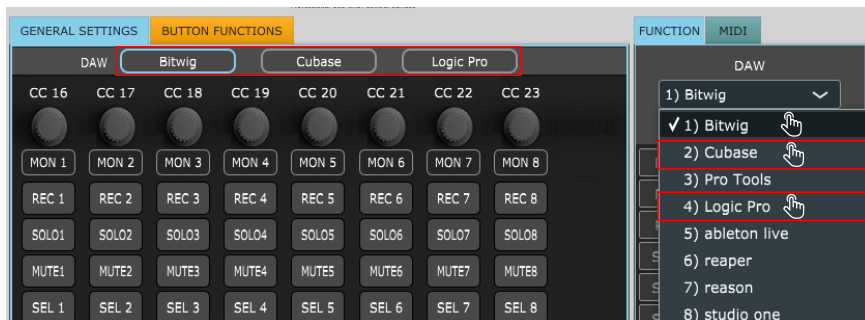 GENERAL SETTINGS BUTTON FUNCTIONS
DAW Bitwig Cubase Logic Pro
CC 16 CC 17 CC 18 CC 19 CC 20 CC 21 CC 22 CC 23
MON 1 MON 2 MON 3 MON 4 MON 5 MON 6 MON 7 MON 8
REC 1 REC 2 REC 3 REC 4 REC 5 REC 6 REC 7 REC 8
SOLO1 SOLO2 SOLO3 SOLO4 SOLO5 SOLO6 SOLO7 SOLO8
MUTE1 MUTE2 MUTE3 MUTE4 MUTE5 MUTE6 MUTE7 MUTE8
SEL 1 SEL 2 SEL 3 SEL 4 SEL 5 SEL 6 SEL 7 SEL 8
FUNCTION MIDI
DAW
1) Bitwig
✓ 1) Bitwig
2) Cubase
3) Pro Tools
4) Logic Pro
5) ableton live
6) reaper
7) reason
8) studio one